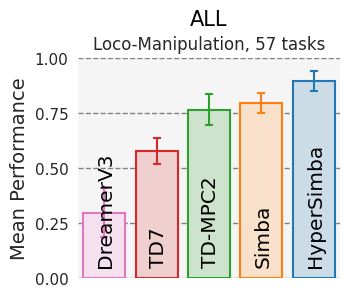 ALL
Loco-Manipulation, 57 tasks
Mean Performance
1.00
0.75
0.50
0.25
0.00
DreamerV3
TD7
TD-MPC2
Simba
HyperSimba